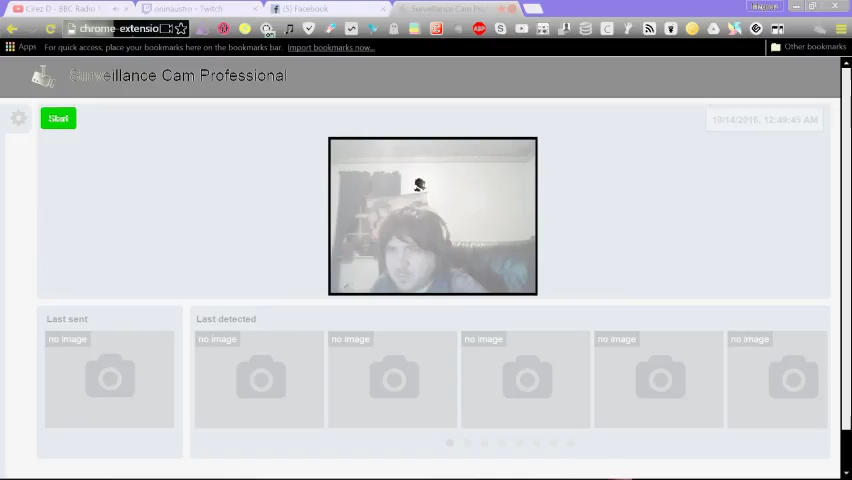 Cirez D - BBC Radio 1
oninaustro - Twitch
(5) Facebook
Surveillance Cam Pro
chrome-extensio
Apps
For quick access, place your bookmarks here on the bookmarks bar. Import bookmarks now...
Other bookmarks
Surveillance Cam Professional
Start
10/14/2016, 12:49:45 AM
Last sent
Last detected
no image
no image
no image
no image
no image
no image